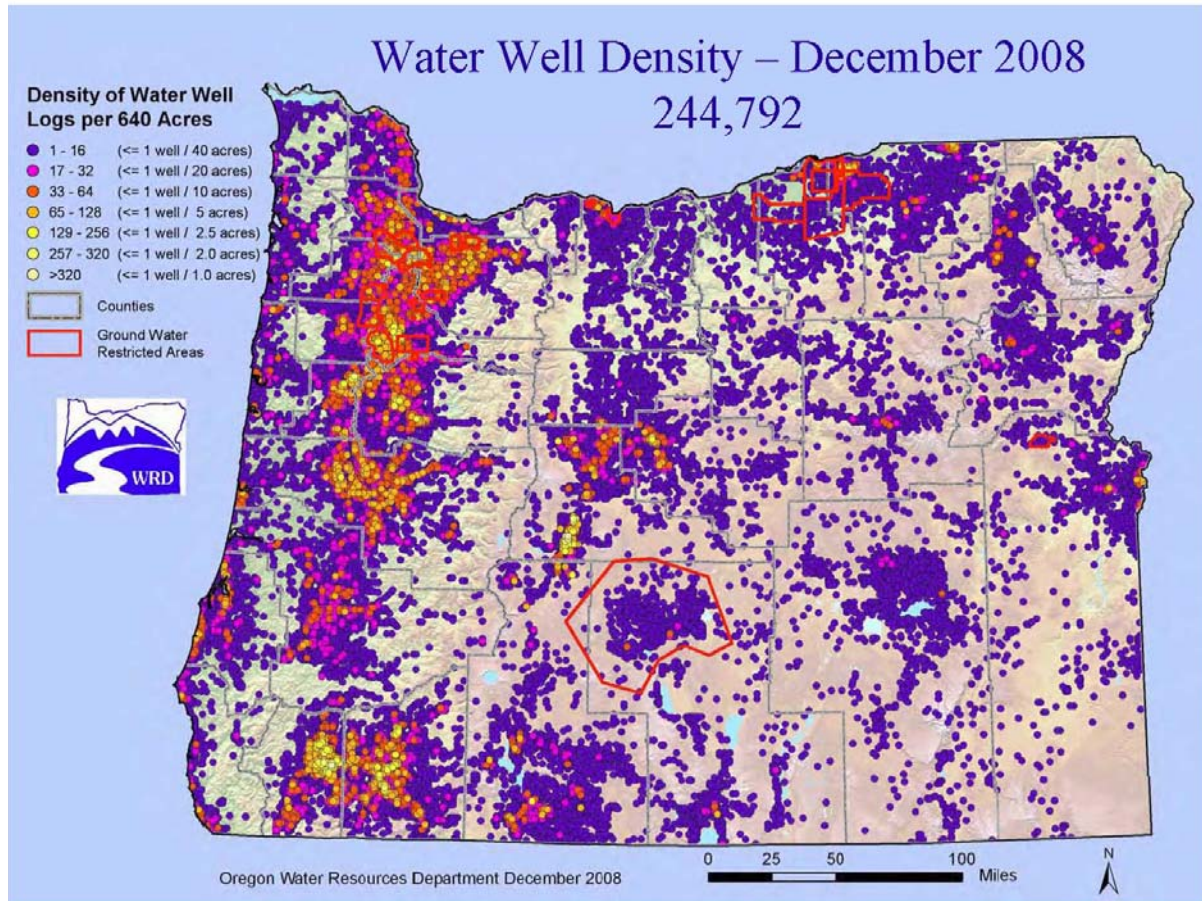 Water Well Density – December 2008
244,792
Density of Water Well
Logs per 640 Acres
1 - 16 (<= 1 well / 40 acres)
17 - 32 (<= 1 well / 20 acres)
33 - 64 (<= 1 well / 10 acres)
65 - 128 (<= 1 well / 5 acres)
129 - 256 (<= 1 well / 2.5 acres)
257 - 320 (<= 1 well / 2.0 acres)
>320 (<= 1 well / 1.0 acres)
Counties
Ground Water
Restricted Areas
WRD
Oregon Water Resources Department December 2008
0 25 50 100
Miles
N